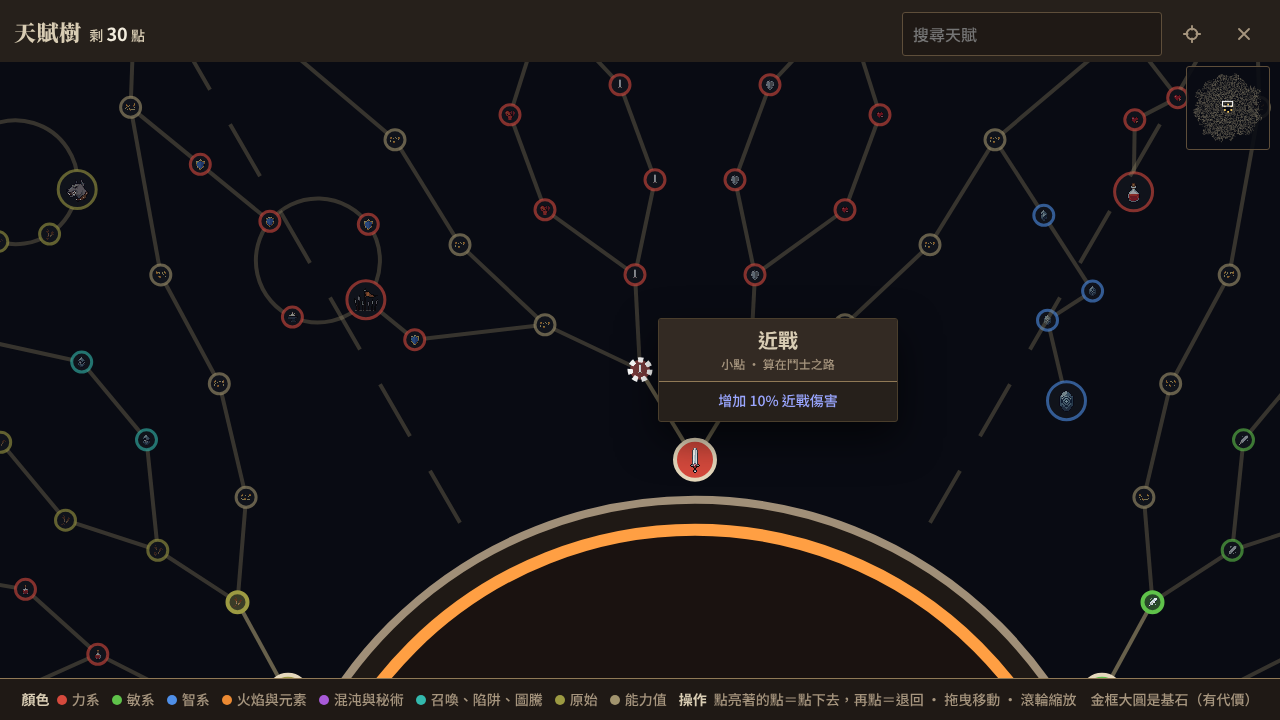 天賦樹 剩 30 點
搜尋天賦
近戰
小點 · 算在鬥士之路
增加 10% 近戰傷害
顏色 力系 敏系 智系 火焰與元素 混沌與秘術 召喚、陷阱、圖騰 原始 能力值 操作 點亮著的點＝點下去，再點＝退回 · 拖曳移動 · 滾輪縮放 金框大圓是基石（有代價）